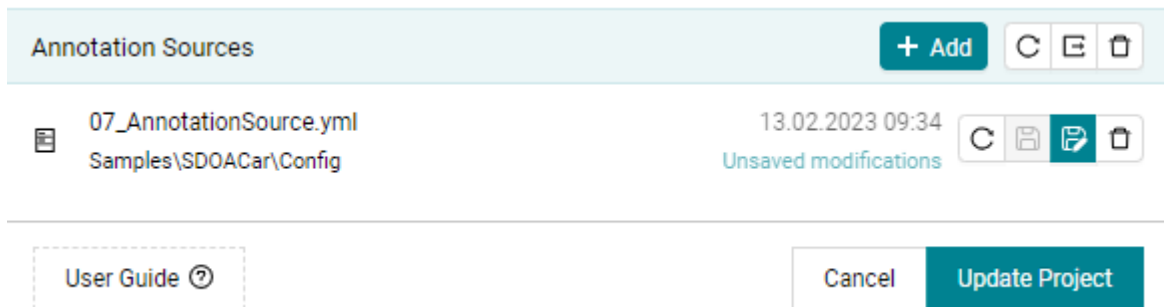 Annotation Sources
+ Add
07_AnnotationSource.yml
13.02.2023 09:34
Samples\SDOACar\Config
Unsaved modifications
User Guide
Cancel
Update Project